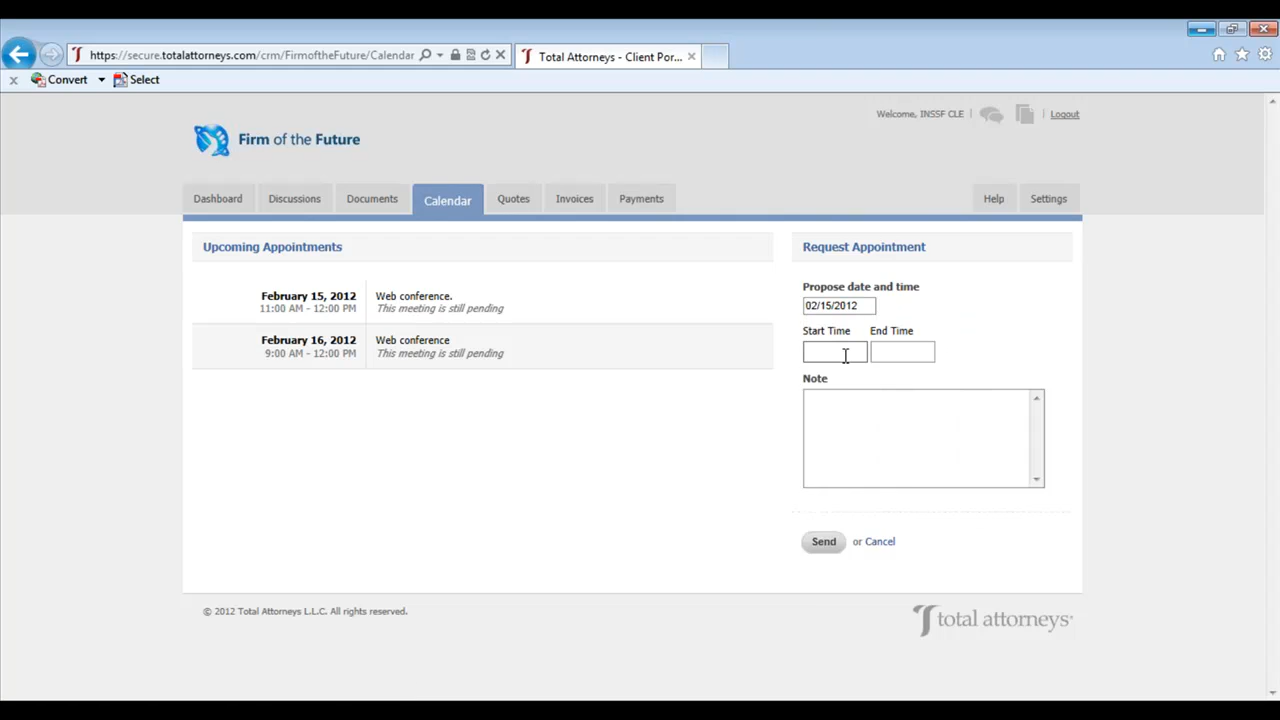 https://secure.totalattorneys.com/crm/FirmoftheFuture/Calendar
Total Attorneys - Client Por...
Convert
Select
Welcome, INSSF CLE
Logout
Firm of the Future
Dashboard
Discussions
Documents
Calendar
Quotes
Invoices
Payments
Help
Settings
Upcoming Appointments
February 15, 2012
11:00 AM - 12:00 PM
Web conference.
This meeting is still pending
February 16, 2012
9:00 AM - 12:00 PM
Web conference
This meeting is still pending
Request Appointment
Propose date and time
02/15/2012
Start Time End Time
Note
Send or Cancel
© 2012 Total Attorneys L.L.C. All rights reserved.
total attorneys